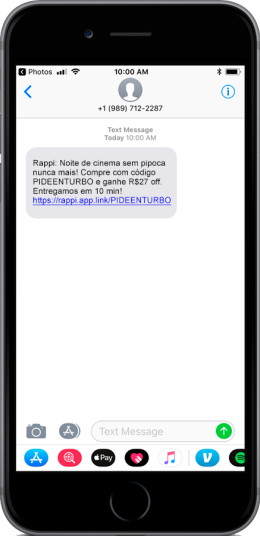 Photos
10:00 AM
+1 (989) 712-2287
Text Message
Today 10:00 AM
Rappi: Noite de cinema sem pipoca
nunca mais! Compre com código
PIDEENTURBO e ganhe R$27 off.
Entregamos em 10 min!
https://rappi.app.link/PIDEENTURBO
Text Message
Pay